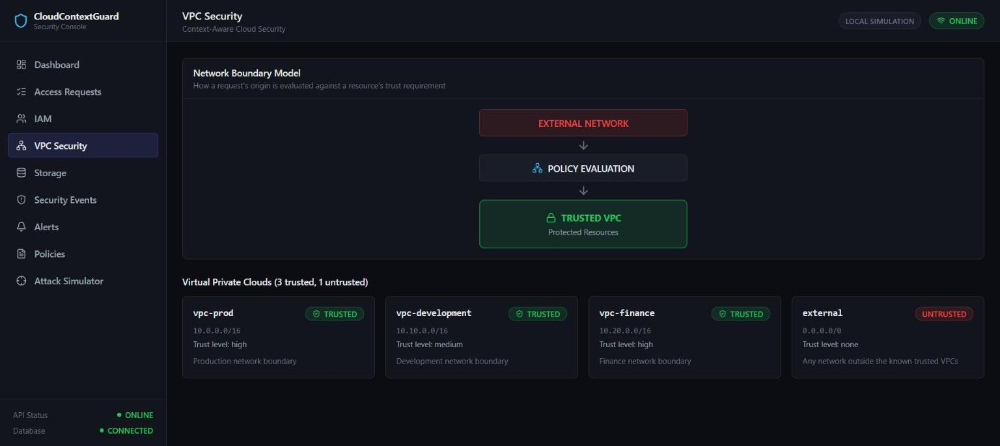 CloudContextGuard
Security Console
Dashboard
Access Requests
IAM
VPC Security
Storage
Security Events
Alerts
Policies
Attack Simulator
API Status ONLINE
Database CONNECTED
VPC Security
Context-Aware Cloud Security
LOCAL SIMULATION
ONLINE
Network Boundary Model
How a request's origin is evaluated against a resource's trust requirement
EXTERNAL NETWORK
POLICY EVALUATION
TRUSTED VPC
Protected Resources
Virtual Private Clouds (3 trusted, 1 untrusted)
vpc-prod TRUSTED
10.0.0.0/16
Trust level: high
Production network boundary
vpc-development TRUSTED
10.10.0.0/16
Trust level: medium
Development network boundary
vpc-finance TRUSTED
10.20.0.0/16
Trust level: high
Finance network boundary
external UNTRUSTED
0.0.0.0/0
Trust level: none
Any network outside the known trusted VPCs